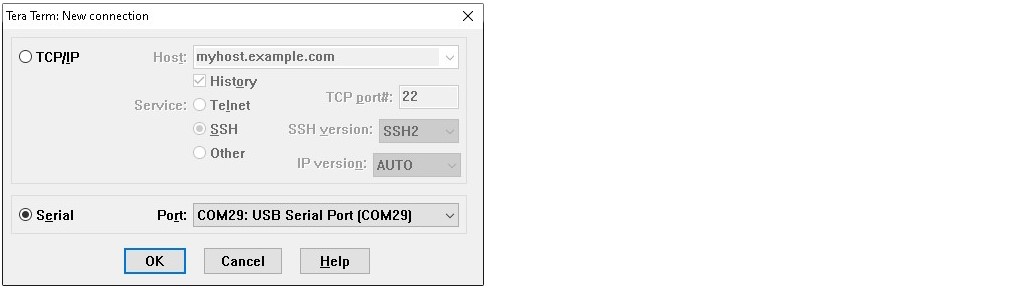 Tera Term: New connection
TCP/IP Host: myhost.example.com
History
Service: Telnet TCP port#: 22
SSH SSH version: SSH2
Other IP version: AUTO
Serial Port: COM29: USB Serial Port (COM29)
OK Cancel Help